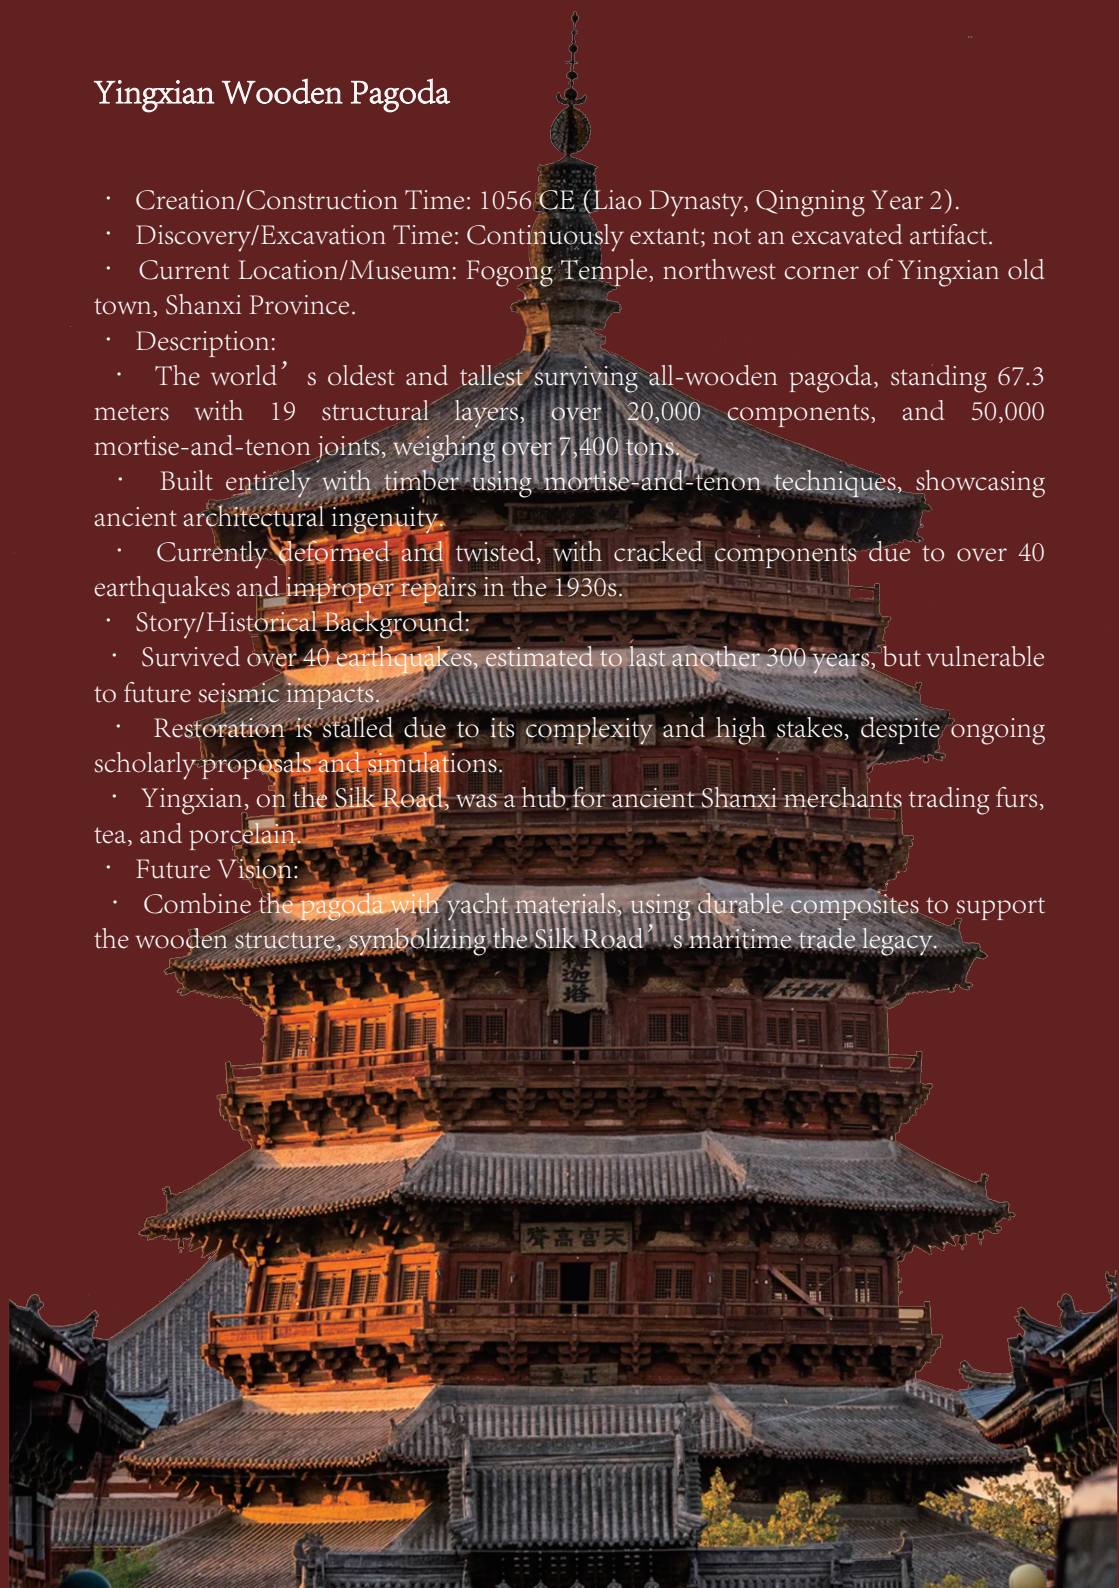 Yingxian Wooden Pagoda
· Creation/Construction Time: 1056 CE (Liao Dynasty, Qingning Year 2).
· Discovery/Excavation Time: Continuously extant; not an excavated artifact.
· Current Location/Museum: Fogong Temple, northwest corner of Yingxian old
town, Shanxi Province.
· Description:
· The world’s oldest and tallest surviving all-wooden pagoda, standing 67.3
meters with 19 structural layers, over 20,000 components, and 50,000
mortise-and-tenon joints, weighing over 7,400 tons.
· Built entirely with timber using mortise-and-tenon techniques, showcasing
ancient architectural ingenuity.
· Currently deformed and twisted, with cracked components due to over 40
earthquakes and improper repairs in the 1930s.
· Story/Historical Background:
· Survived over 40 earthquakes, estimated to last another 300 years, but vulnerable
to future seismic impacts.
· Restoration is stalled due to its complexity and high stakes, despite ongoing
scholarly proposals and simulations.
· Yingxian, on the Silk Road, was a hub for ancient Shanxi merchants trading furs,
tea, and porcelain.
· Future Vision:
· Combine the pagoda with yacht materials, using durable composites to support
the wooden structure, symbolizing the Silk Road’s maritime trade legacy.
釋迦塔
天宫高聳